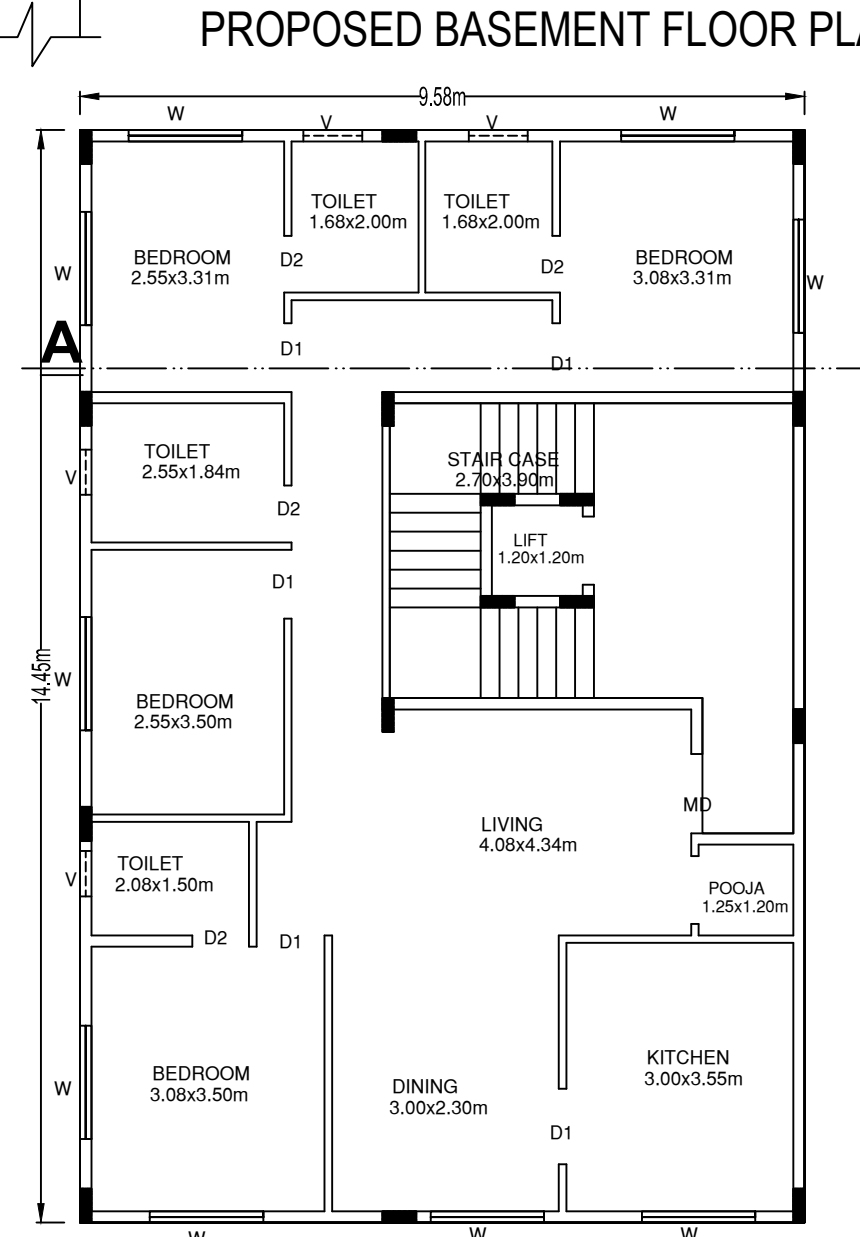 PROPOSED BASEMENT FLOOR PLA
9.58m
W
V
V
W
TOILET
1.68x2.00m
TOILET
1.68x2.00m
BEDROOM
2.55x3.31m
D2
D2
BEDROOM
3.08x3.31m
W
W
A
D1
D1
TOILET
2.55x1.84m
V
STAIR CASE
2.70x3.90m
D2
LIFT
1.20x1.20m
D1
14.45m
W
BEDROOM
2.55x3.50m
MD
LIVING
4.08x4.34m
TOILET
2.08x1.50m
V
POOJA
1.25x1.20m
D2
D1
BEDROOM
3.08x3.50m
W
DINING
3.00x2.30m
KITCHEN
3.00x3.55m
D1
W
W
W